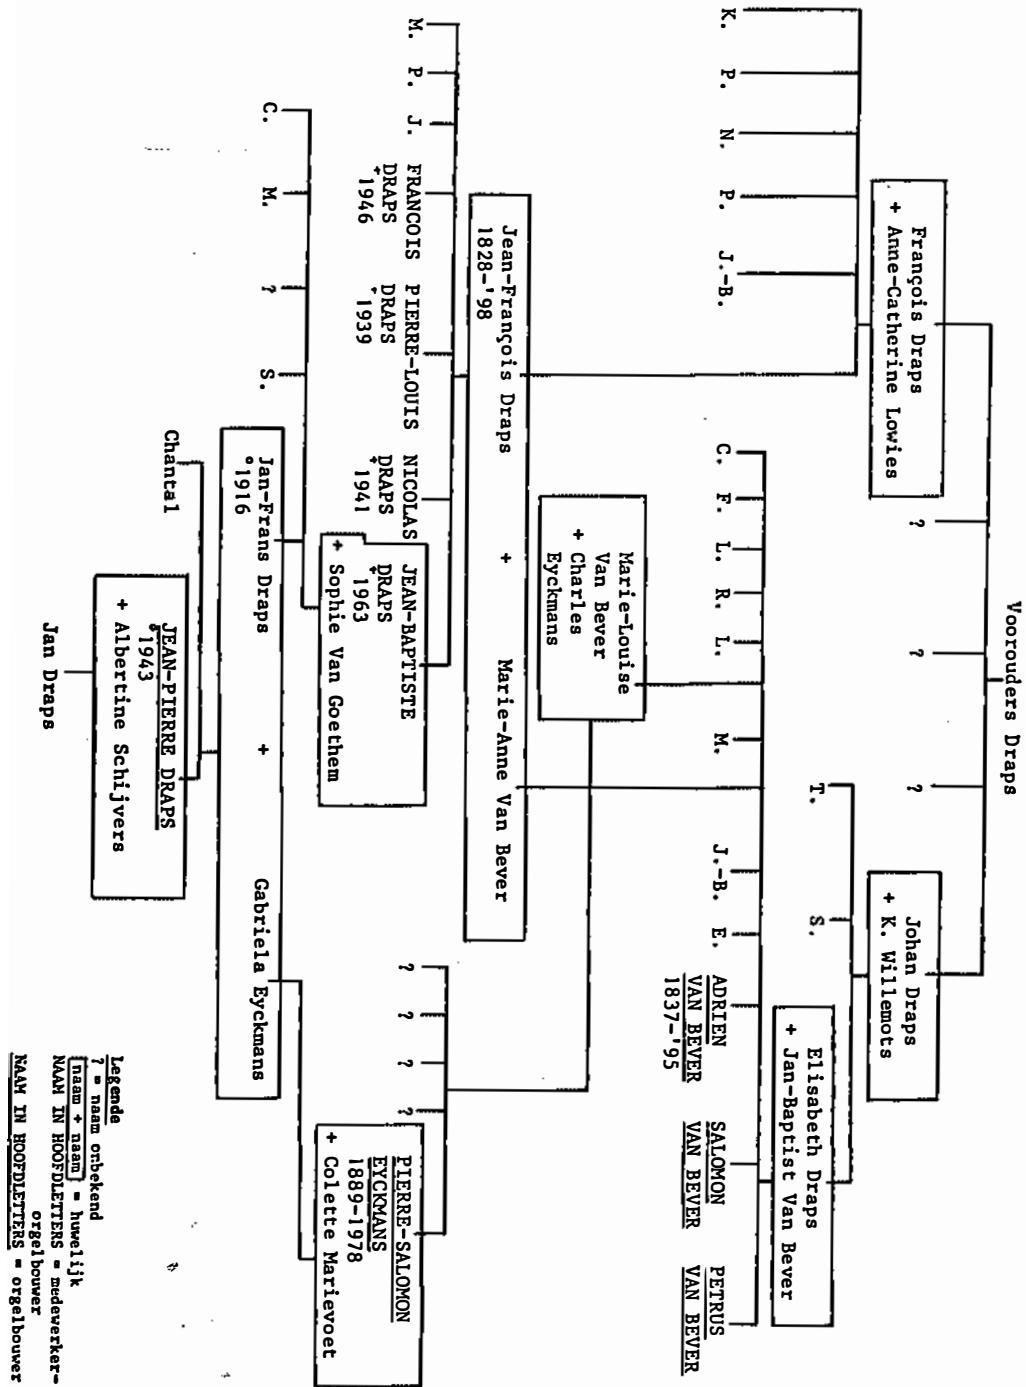 Voorouders Draps
François Draps
+ Anne-Catherine Lowies
?
?
?
Johan Draps
+ K. Willemots
K.
P.
N.
P.
J.-B.
T.
S.
Elisabeth Draps
+ Jan-Baptist Van Bever
C.
F.
L.
R.
L.
M.
J.-B.
E.
ADRIEN
VAN BEVER
1837-'95
SALOMON
VAN BEVER
PETRUS
VAN BEVER
Marie-Louise
Van Bever
+ Charles
Eyckmans
Jean-François Draps + Marie-Anne Van Bever
1828-'98
M.
P.
J.
FRANCOIS
DRAPS
+ 1946
PIERRE-LOUIS
DRAPS
+ 1939
NICOLAS
DRAPS
+ 1941
JEAN-BAPTISTE
DRAPS
+ 1963
+ Sophie Van Goethem
?
?
?
?
PIERRE-SALOMON
EYCKMANS
1889-1978
+ Colette Marievoet
C.
M.
?
S.
Jan-Frans Draps + Gabriela Eyckmans
° 1916
Chantal
JEAN-PIERRE DRAPS
° 1943
+ Albertine Schijvers
Jan Draps
Legende
? = naam onbekend
naam + naam = huwelijk
NAAM IN HOOFDLETTERS = medewerker-
orgelbouwer
NAAM IN HOOFDLETTERS = orgelbouwer